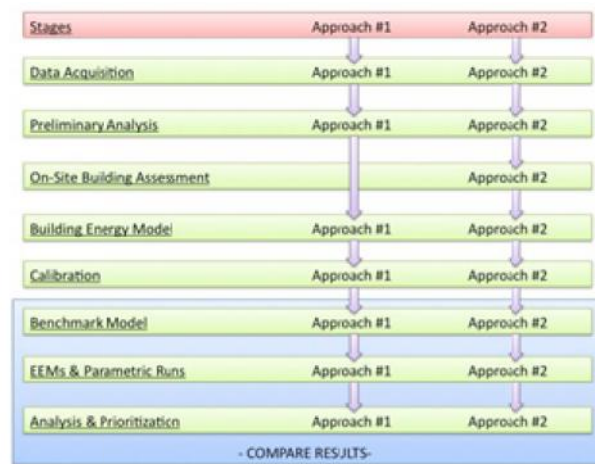 Stages Approach #1 Approach #2
Data Acquisition Approach #1 Approach #2
Preliminary Analysis Approach #1 Approach #2
On-Site Building Assessment Approach #2
Building Energy Model Approach #1 Approach #2
Calibration Approach #1 Approach #2
Benchmark Model Approach #1 Approach #2
EEMs & Parametric Runs Approach #1 Approach #2
Analysis & Prioritization Approach #1 Approach #2
- COMPARE RESULTS-